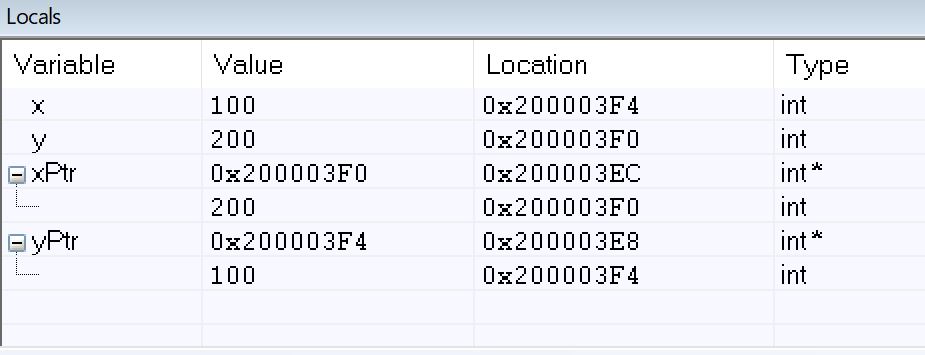 Locals
Variable Value Location Type
x 100 0x200003F4 int
y 200 0x200003F0 int
xPtr 0x200003F0 0x200003EC int*
200 0x200003F0 int
yPtr 0x200003F4 0x200003E8 int*
100 0x200003F4 int